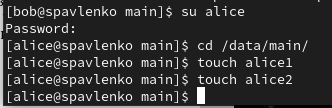 [bob@spavlenko main]$ su alice
Password:
[alice@spavlenko main]$ cd /data/main/
[alice@spavlenko main]$ touch alice1
[alice@spavlenko main]$ touch alice2
[alice@spavlenko main]$